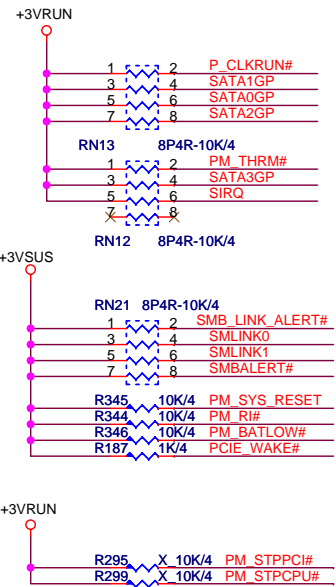 +3VRUN
1 2 P_CLKRUN#
3 4 SATA1GP
5 6 SATA0GP
7 8 SATA2GP
RN13 8P4R-10K/4
1 2 PM_THRM#
3 4 SATA3GP
5 6 SIRQ
7 8
RN12 8P4R-10K/4
+3VSUS
RN21 8P4R-10K/4
1 2 SMB_LINK_ALERT#
3 4 SMLINK0
5 6 SMLINK1
7 8 SMBALERT#
R345 10K/4 PM_SYS_RESET
R344 10K/4 PM_RI#
R346 10K/4 PM_BATLOW#
R187 1K/4 PCIE_WAKE#
+3VRUN
R295 X_10K/4 PM_STPPCI#
R299 X_10K/4 PM_STPCPU#